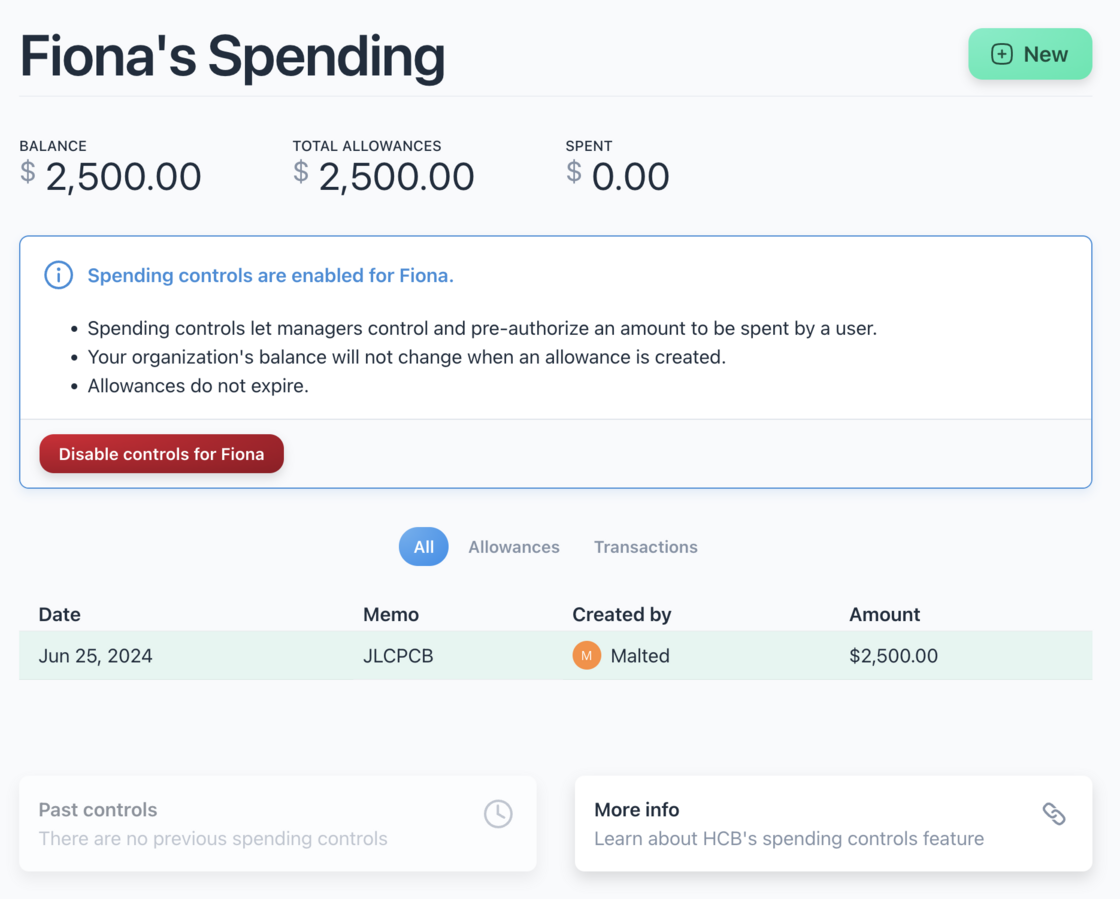 Fiona's Spending
New
BALANCE
$ 2,500.00
TOTAL ALLOWANCES
$ 2,500.00
SPENT
$ 0.00
Spending controls are enabled for Fiona.
• Spending controls let managers control and pre-authorize an amount to be spent by a user.
• Your organization's balance will not change when an allowance is created.
• Allowances do not expire.
Disable controls for Fiona
All Allowances Transactions
Date Memo Created by Amount
Jun 25, 2024 JLCPCB M Malted $2,500.00
Past controls
There are no previous spending controls
More info
Learn about HCB's spending controls feature